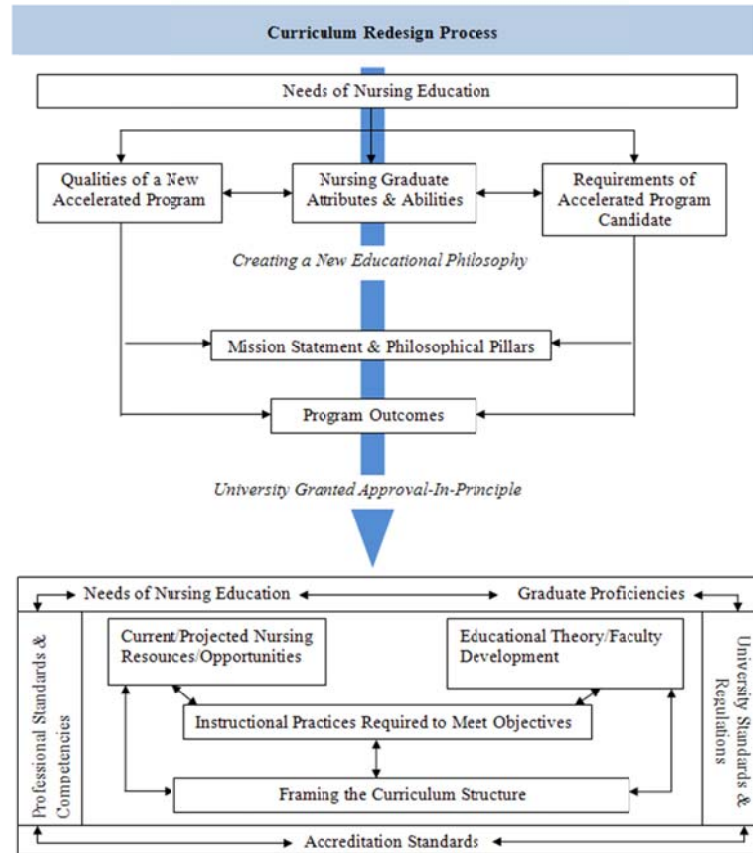 Curriculum Redesign Process
Needs of Nursing Education
Qualities of a New
Accelerated Program
Nursing Graduate
Attributes & Abilities
Requirements of
Accelerated Program
Candidate
Creating a New Educational Philosophy
Mission Statement & Philosophical Pillars
Program Outcomes
University Granted Approval-In-Principle
Needs of Nursing Education
Graduate Proficiencies
Professional Standards &
Competencies
Current/Projected Nursing
Resources/Opportunities
Educational Theory/Faculty
Development
University Standards &
Regulations
Instructional Practices Required to Meet Objectives
Framing the Curriculum Structure
Accreditation Standards